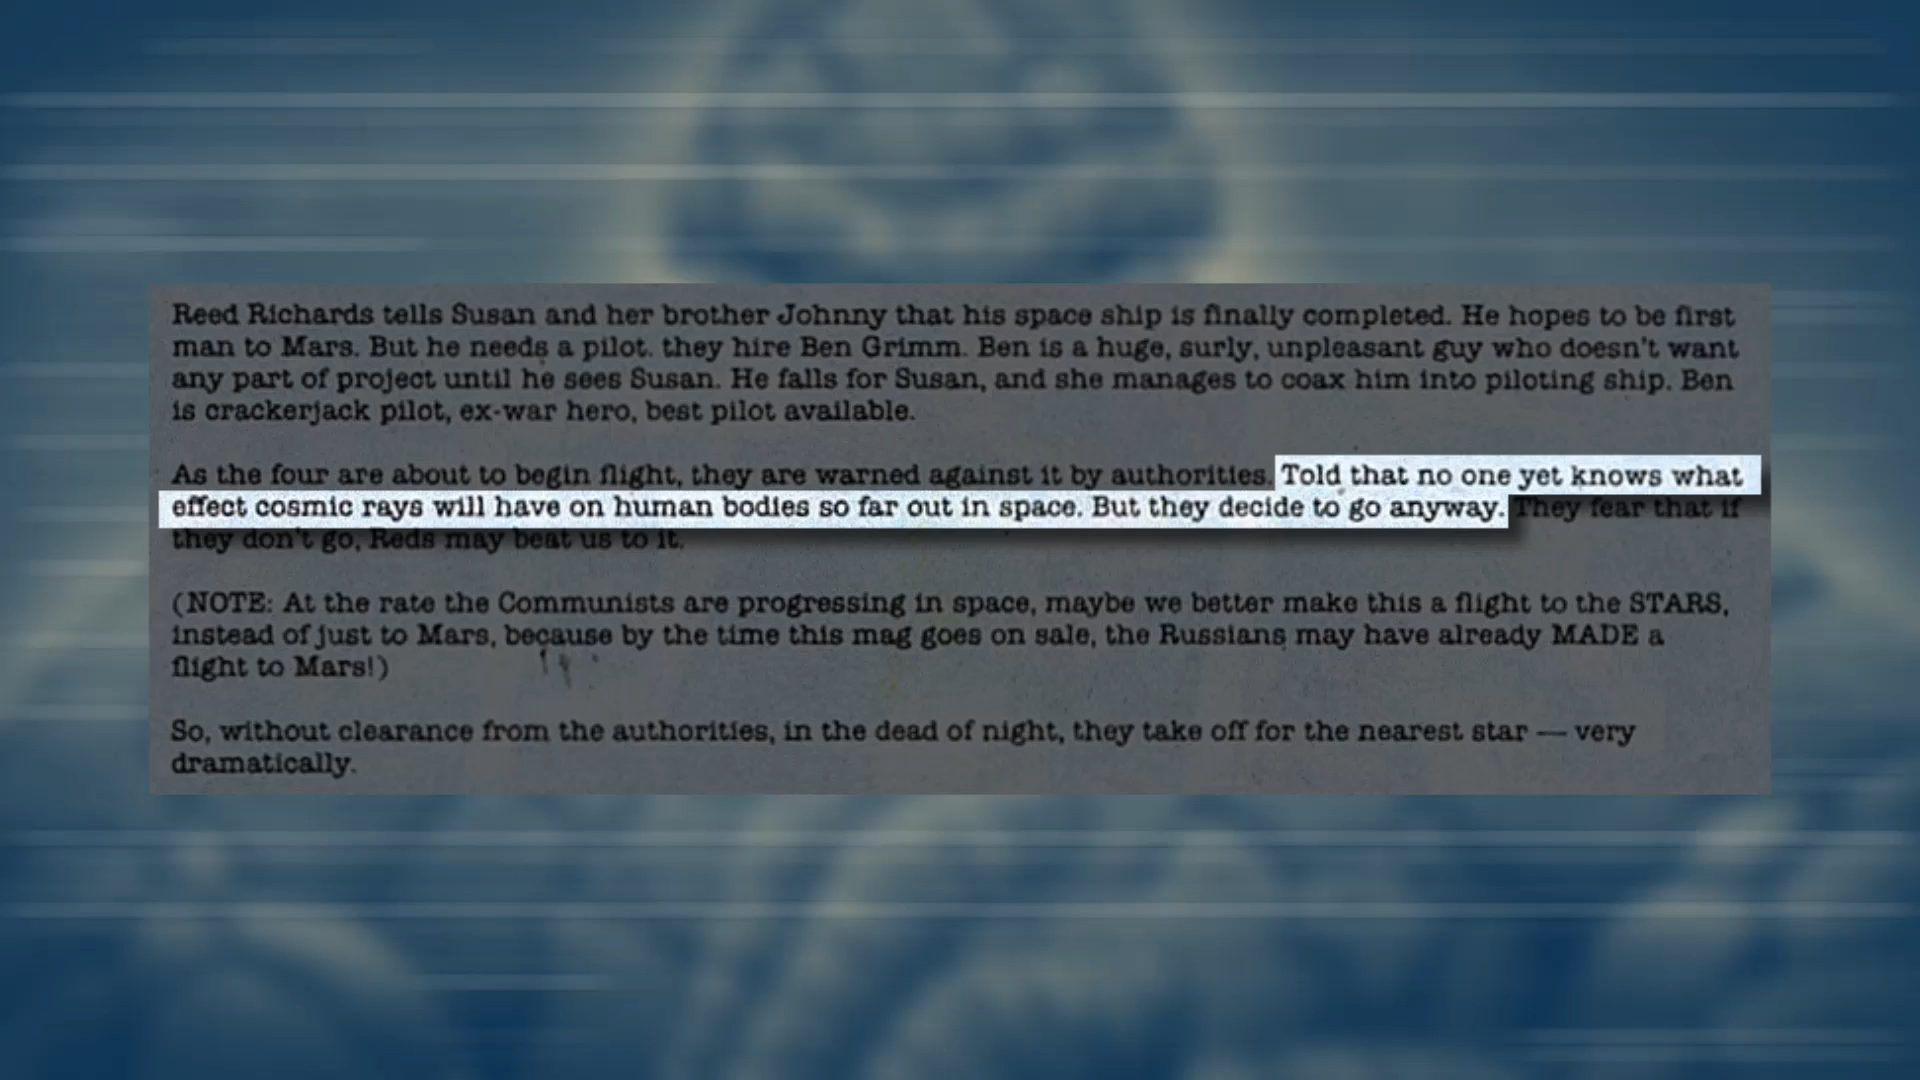 Reed Richards tells Susan and her brother Johnny that his space ship is finally completed. He hopes to be first
man to Mars. But he needs a pilot. they hire Ben Grimm. Ben is a huge, surly, unpleasant guy who doesn't want
any part of project until he sees Susan. He falls for Susan, and she manages to coax him into piloting ship. Ben
is crackerjack pilot, ex-war hero, best pilot available.
As the four are about to begin flight, they are warned against it by authorities. Told that no one yet knows what
effect cosmic rays will have on human bodies so far out in space. But they decide to go anyway. They fear that if
they don't go, Reds may beat us to it.
(NOTE: At the rate the Communists are progressing in space, maybe we better make this a flight to the STARS,
instead of just to Mars, because by the time this mag goes on sale, the Russians may have already MADE a
flight to Mars!)
So, without clearance from the authorities, in the dead of night, they take off for the nearest star — very
dramatically.